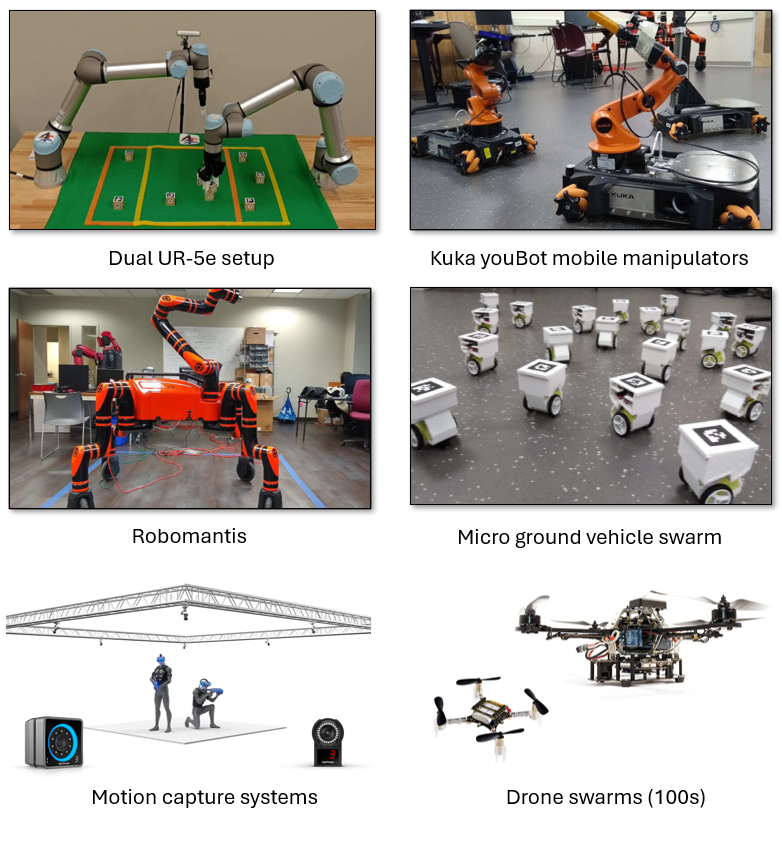 Dual UR-5e setup
KUKA
Kuka youBot mobile manipulators
Robomantis
Micro ground vehicle swarm
3
Motion capture systems
Drone swarms (100s)